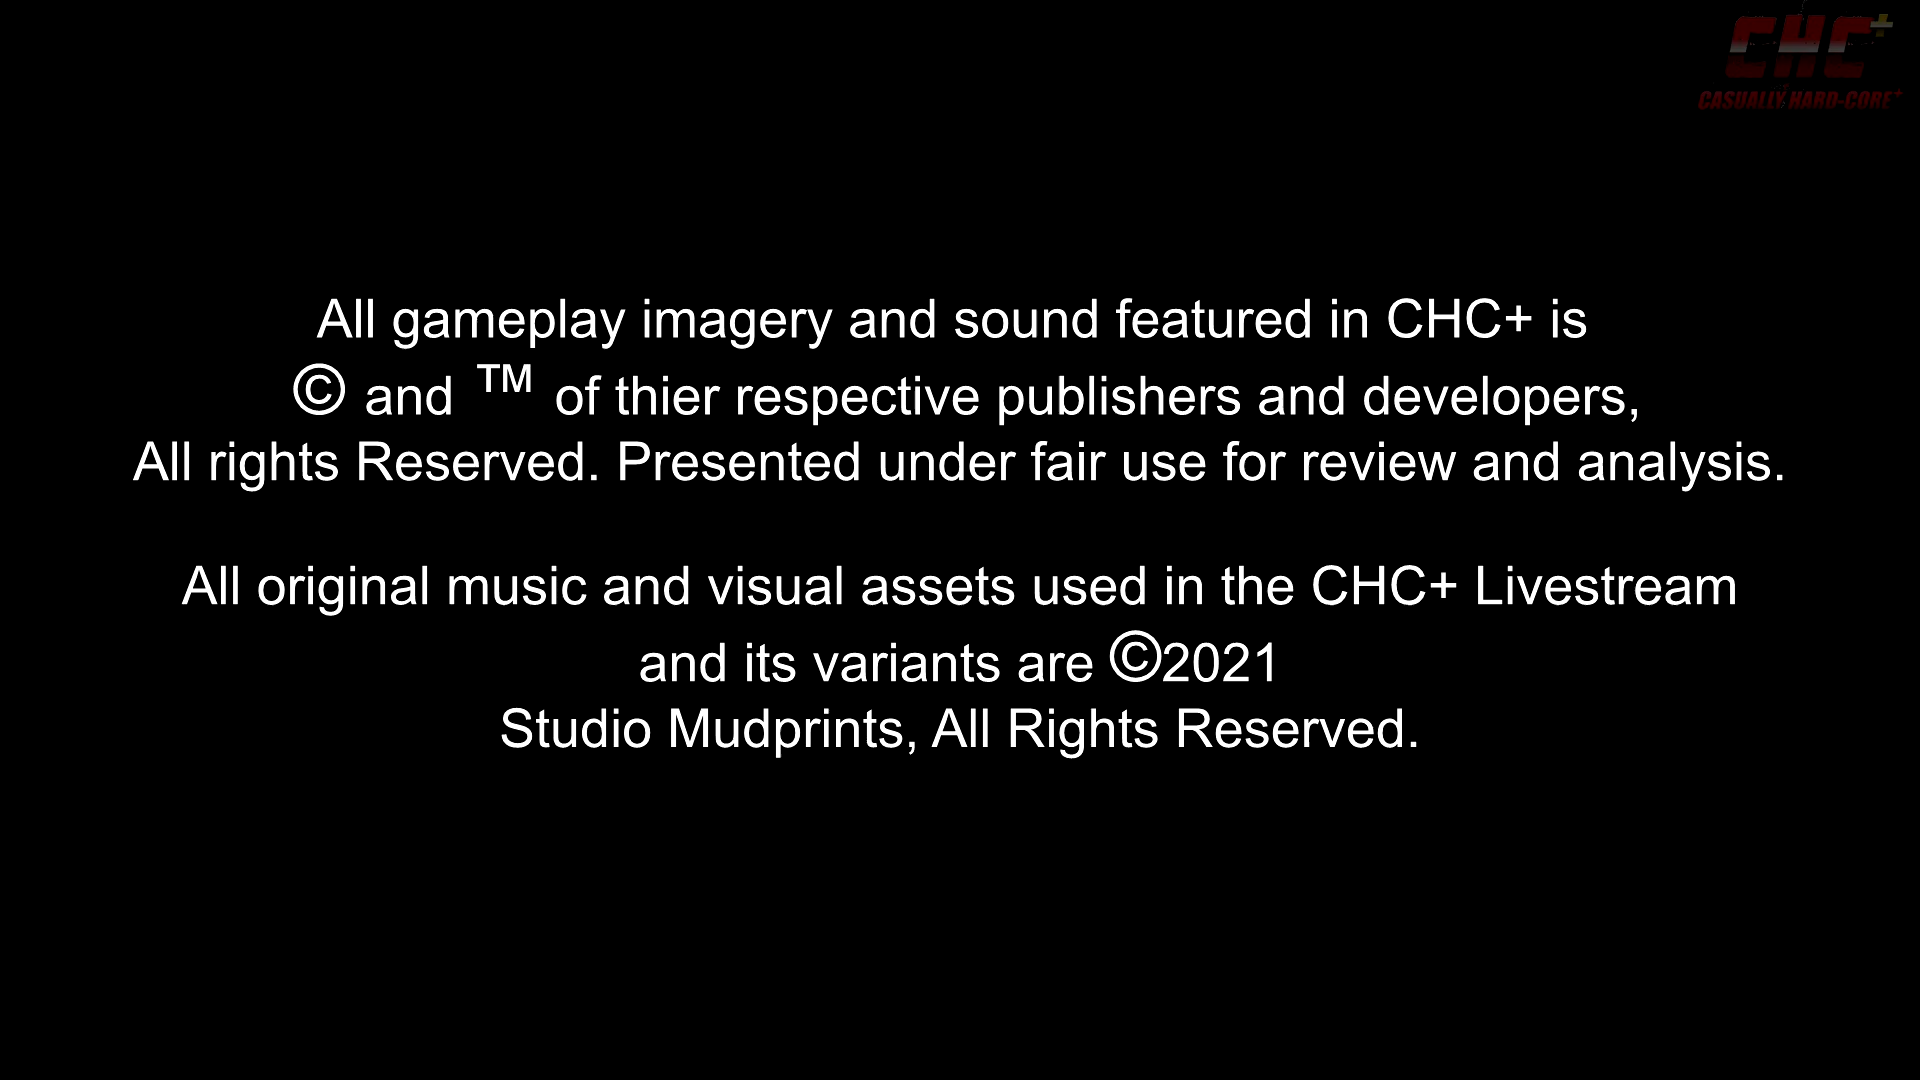 CHC+
CASUALLY HARD-CORE+
All gameplay imagery and sound featured in CHC+ is
© and ™ of thier respective publishers and developers,
All rights Reserved. Presented under fair use for review and analysis.
All original music and visual assets used in the CHC+ Livestream
and its variants are ©2021
Studio Mudprints, All Rights Reserved.